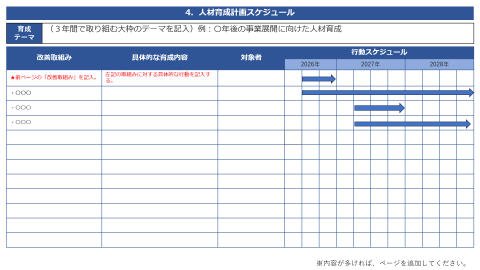 4．人材育成計画スケジュール
育成
テーマ
（３年間で取り組む大枠のテーマを記入）例：〇年後の事業展開に向けた人材育成
改善取組み
具体的な育成内容
対象者
行動スケジュール
2026年
2027年
2028年
★前ページの「改善取組み」を記入。
左記の取組みに対する具体的な行動を記入す
る。
・〇〇〇
・〇〇〇
・〇〇〇
※内容が多ければ、ページを追加してください。